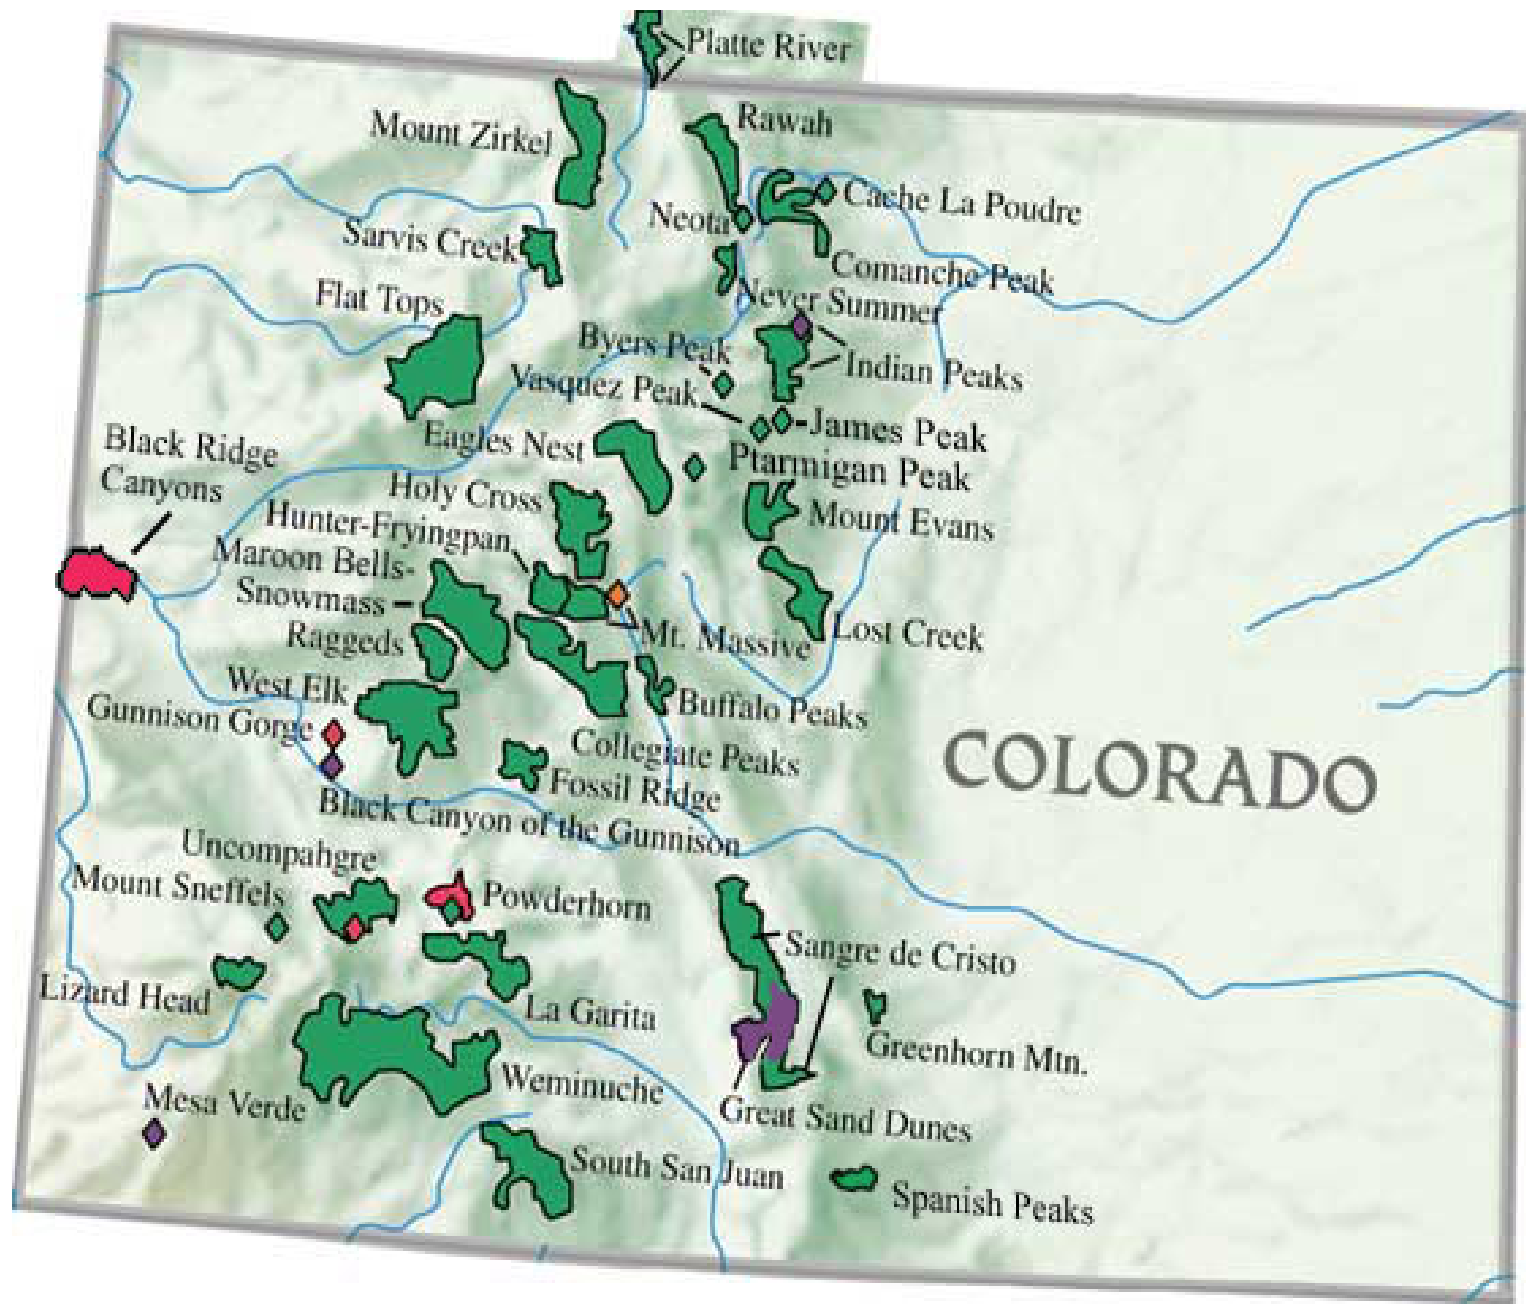 Platte River
Rawah
Mount Zirkel
Cache La Poudre
Neota
Sarvis Creek
Comanche Peak
Flat Tops
Never Summer
Byers Peak
Indian Peaks
Vasquez Peak
James Peak
Eagles Nest
Black Ridge
Canyons
Ptarmigan Peak
Holy Cross
Mount Evans
Hunter-Fryingpan
Maroon Bells-
Snowmass
Raggeds
Mt. Massive
Lost Creek
West Elk
Gunnison Gorge
Buffalo Peaks
Collegiate Peaks
COLORADO
Fossil Ridge
Black Canyon of the Gunnison
Uncompahgre
Mount Sneffels
Powderhorn
Sangre de Cristo
Lizard Head
La Garita
Greenhorn Mtn.
Weminuche
Mesa Verde
Great Sand Dunes
South San Juan
Spanish Peaks